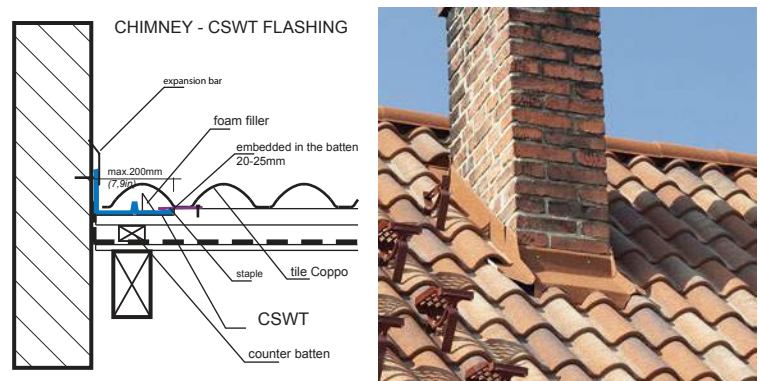 CHIMNEY - CSWT FLASHING
expansion bar
foam filler
embedded in the batten
20-25mm
max.200mm
(7,9in)
staple
tile Coppo
CSWT
counter batten